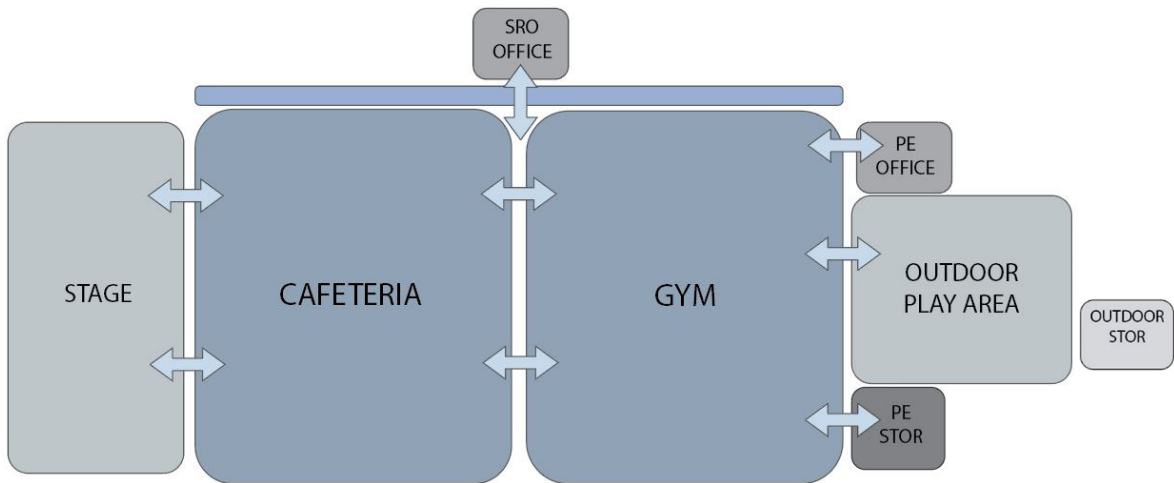 SRO
OFFICE
PE
OFFICE
STAGE
CAFETERIA
GYM
OUTDOOR
PLAY AREA
OUTDOOR
STOR
PE
STOR